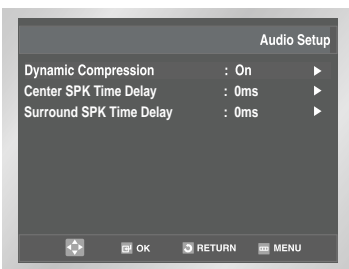 Audio Setup
Dynamic Compression : On
Center SPK Time Delay : 0ms
Surround SPK Time Delay : 0ms
OK RETURN MENU